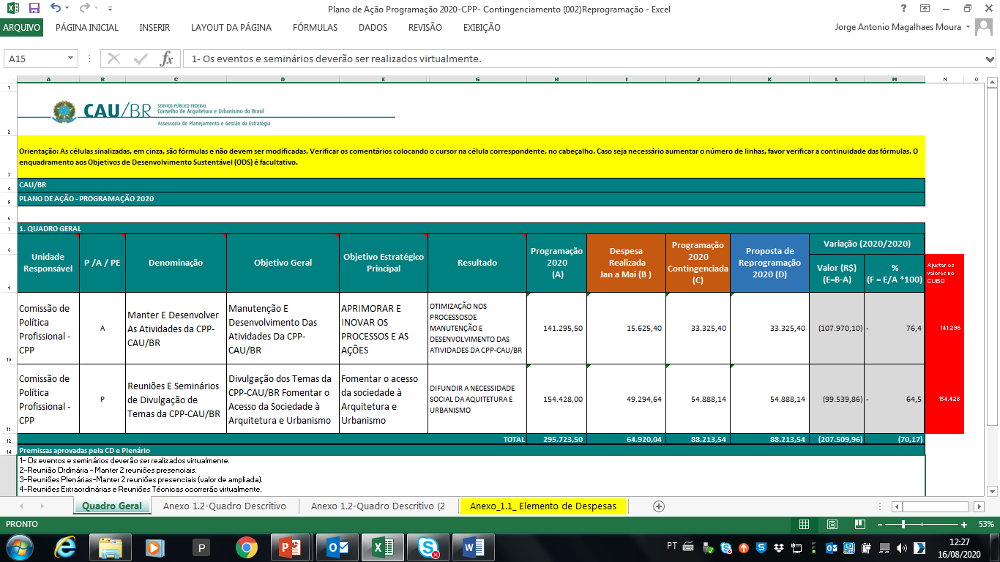 Plano de Ação Programação 2020-CPP- Contingenciamento (002)Reprogramação - Excel
ARQUIVO PÁGINA INICIAL INSERIR LAYOUT DA PÁGINA FÓRMULAS DADOS REVISÃO EXIBIÇÃO Jorge Antonio Magalhaes Moura
A15 fx 1- Os eventos e seminários deverão ser realizados virtualmente.
A B C D E G H I J K L M N O
1
CAU/BR
SERVIÇO PÚBLICO FEDERAL
Conselho de Arquitetura e Urbanismo do Brasil
Assessoria de Planejamento e Gestão da Estratégia
2
Orientação: As células sinalizadas, em cinza, são fórmulas e não devem ser modificadas. Verificar os comentários colocando o cursor na célula correspondente, no cabeçalho. Caso seja necessário aumentar o número de linhas, favor verificar a continuidade das fórmulas. O
enquadramento aos Objetivos de Desenvolvimento Sustentável (ODS) é facultativo.
3
4 CAU/BR
5 PLANO DE AÇÃO - PROGRAMAÇÃO 2020
6
7 1. QUADRO GERAL
8
9
Unidade
Responsável
P /A / PE
Denominação
Objetivo Geral
Objetivo Estratégico
Principal
Resultado
Programação
2020
(A)
Despesa
Realizada
Jan a Mai (B )
Programação
2020
Contingenciada
(C)
Proposta de
Reprogramação
2020 (D)
Variação (2020/2020)
Valor (R$)
(E=B-A)
%
(F = E/A *100)
Ajustar os
valores no
CUBO
10
Comissão de
Política
Profissional -
CPP
A
Manter E Desenvolver
As Atividades da CPP-
CAU/BR
Manutenção E
Desenvolvimento Das
Atividades Da CPP-
CAU/BR
APRIMORAR E
INOVAR OS
PROCESSOS E AS
AÇÕES
OTIMIZAÇÃO NOS
PROCESSOSDE
MANUTENÇÃO E
DESENVOLVIMENTO DAS
ATIVIDADES DA CPP-CAU/BR
141.295,50 15.625,40 33.325,40 33.325,40 (107.970,10) - 76,4 141.296
11
Comissão de
Política
Profissional -
CPP
P
Reuniões E Seminários
de Divulgação de
Temas da CPP-CAU/BR
Divulgação dos Temas da
CPP-CAU/BR Fomentar o
Acesso da Sociedade à
Arquitetura e Urbanismo
Fomentar o acesso
da sociedade à
Arquitetura e
Urbanismo
DIFUNDIR A NECESSIDADE
SOCIAL DA AQUITETURA E
URBANISMO
154.428,00 49.294,64 54.888,14 54.888,14 (99.539,86) - 64,5 154.428
12 TOTAL 295.723,50 64.920,04 88.213,54 88.213,54 (207.509,96) (70,17)
14 Premissas aprovadas pela CD e Plenário
1- Os eventos e seminários deverão ser realizados virtualmente.
2-Reunião Ordinária - Manter 2 reuniões presenciais.
3-Reuniões Plenárias-Manter 2 reuniões presenciais (valor de ampliada).
4-Reuniões Extraordinárias e Reuniões Técnicas ocorrerão virtualmente.
Quadro Geral Anexo 1.2-Quadro Descritivo Anexo 1.2-Quadro Descritivo (2 Anexo_1.1_ Elemento de Despesas
PRONTO 53%
PT 12:27
16/08/2020